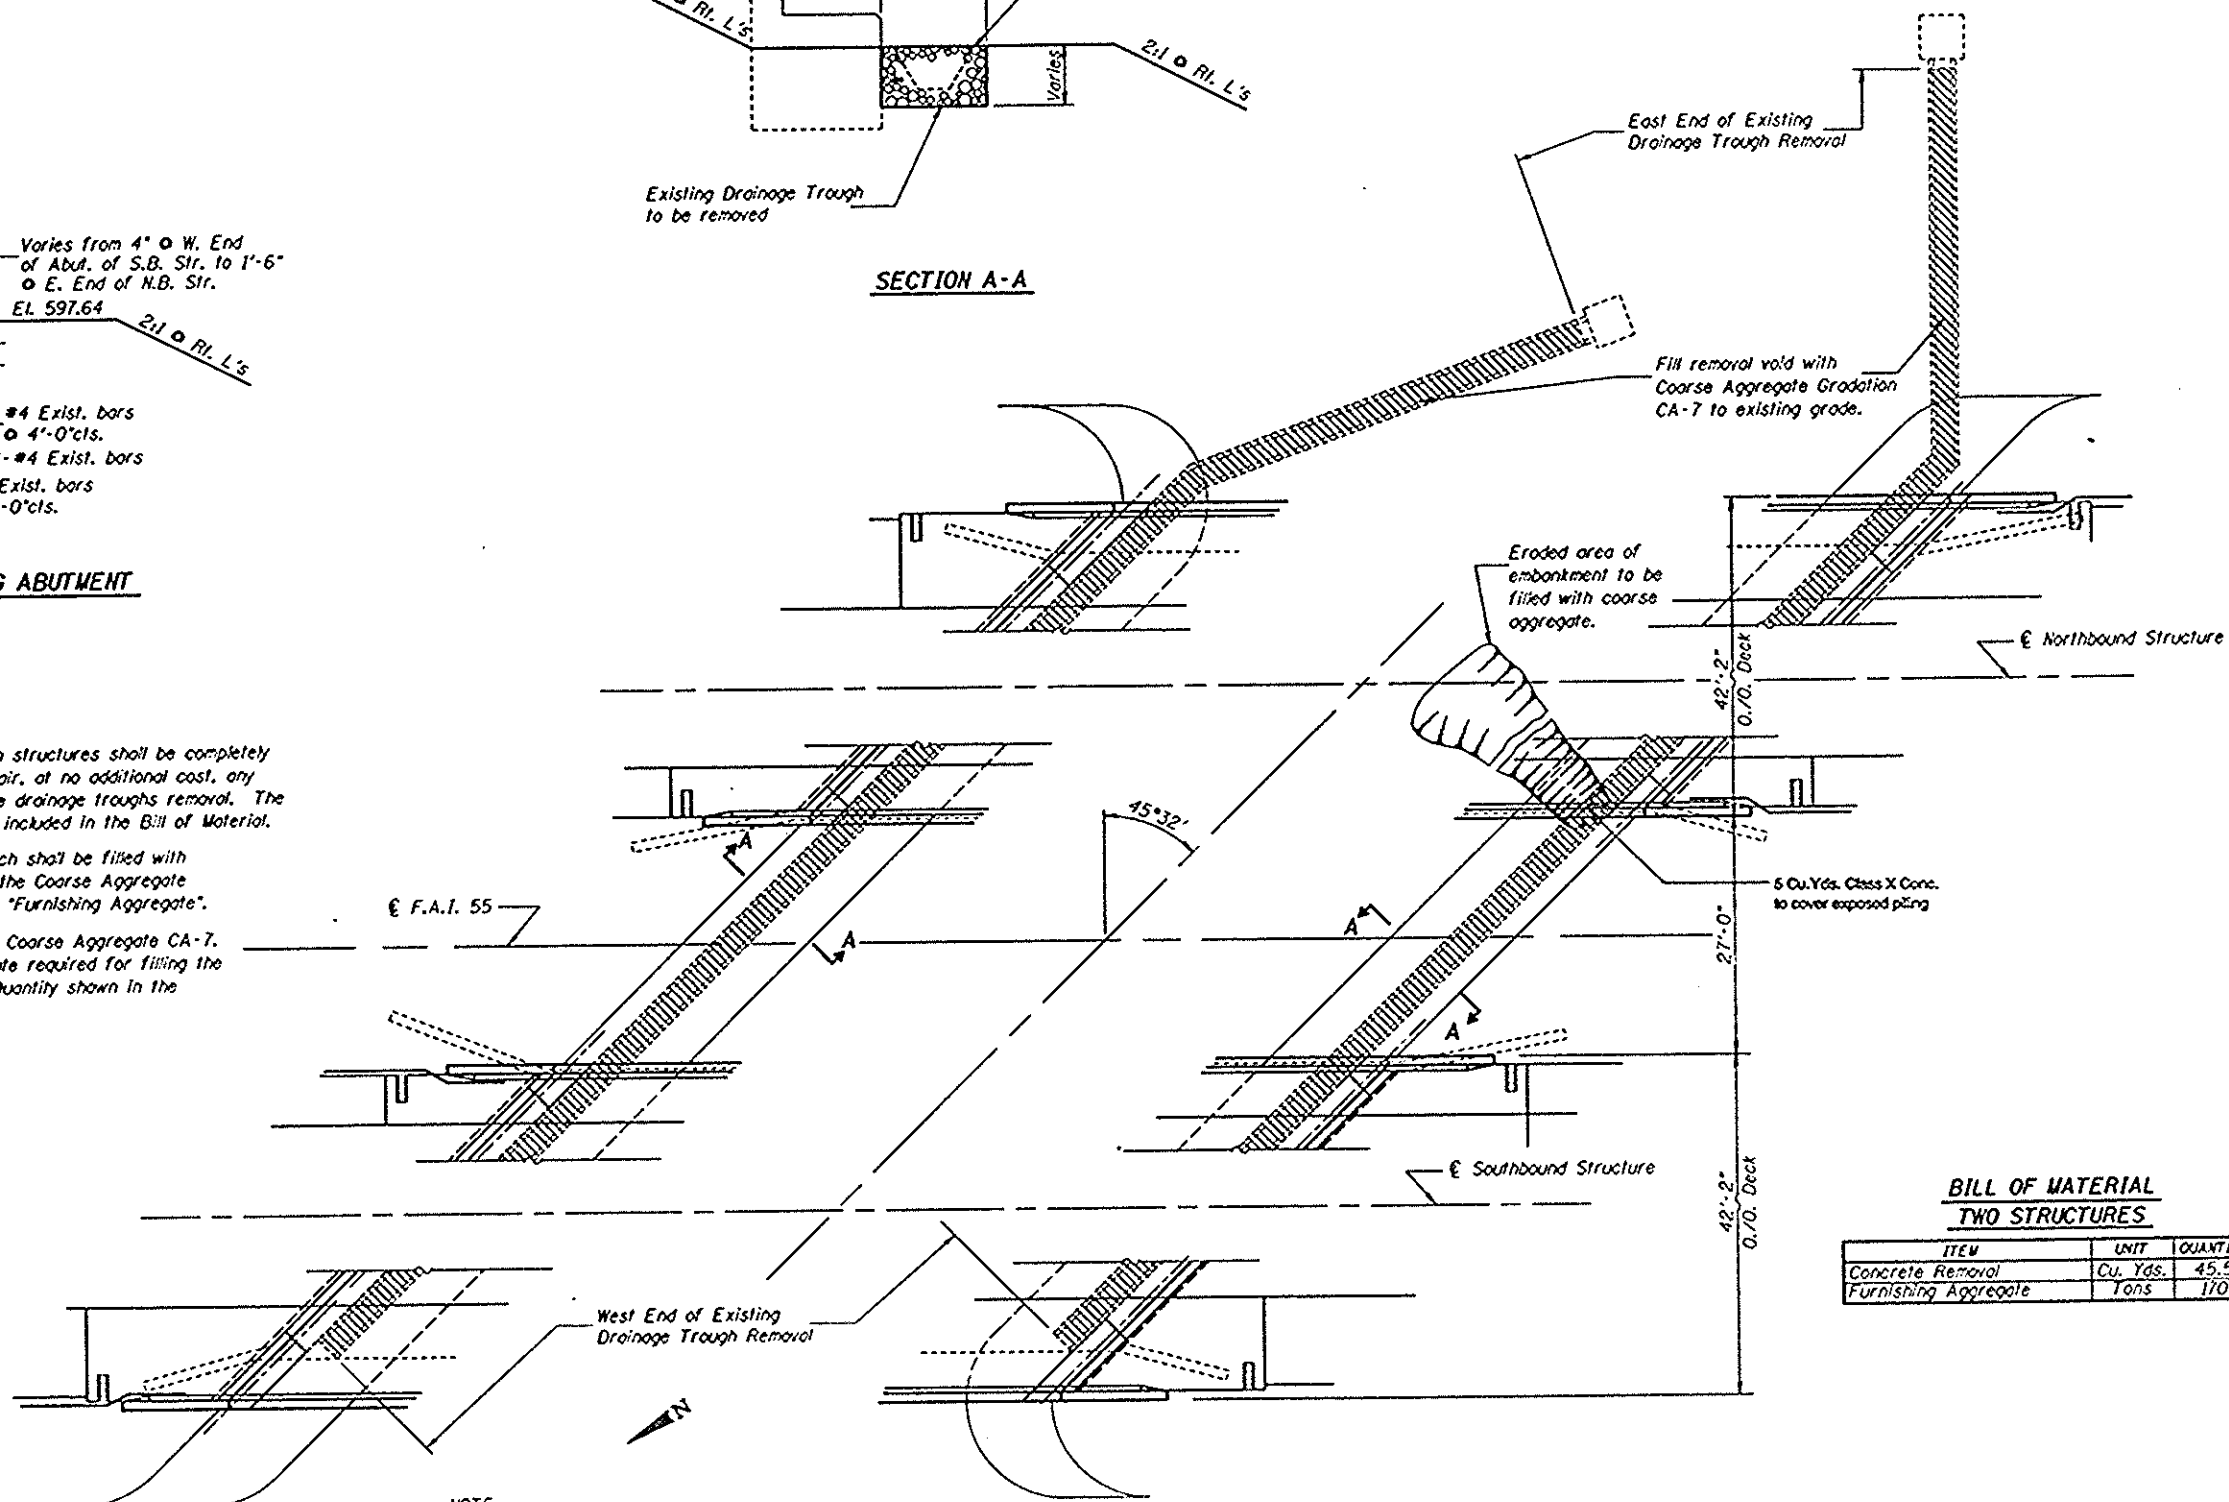 Rt. L's
2:1 @ Rt. L's
Varies
Existing Drainage Trough
to be removed
SECTION A-A
East End of Existing
Drainage Trough Removal
Varies from 4" @ W. End
of Abut. of S.B. Str. to 1'-6"
@ E. End of N.B. Str.
El. 597.64
2:1 @ Rt. L's
#4 Exist. bars
@ 4'-0"cts.
-#4 Exist. bars
Exist. bars
-0"cts.
G ABUTMENT
Fill removal void with
Coarse Aggregate Gradation
CA-7 to existing grade.
Eroded area of
embankment to be
filled with coarse
aggregate.
℄ Northbound Structure
42'-2"
O./O. Deck
structures shall be completely
air, at no additional cost, any
e drainage troughs removal. The
included in the Bill of Material.
ch shall be filled with
the Coarse Aggregate
"Furnishing Aggregate".
Coarse Aggregate CA-7.
te required for filling the
Quantity shown in the
45°32'
A
A
A
A
℄ F.A.I. 55
5 Cu.Yds. Class X Conc.
to cover exposed piling
27'-0"
℄ Southbound Structure
42'-2"
O./O. Deck
West End of Existing
Drainage Trough Removal
N
BILL OF MATERIAL
TWO STRUCTURES
ITEM UNIT QUANTI
Concrete Removal Cu. Yds. 45.5
Furnishing Aggregate Tons 170
NOTE